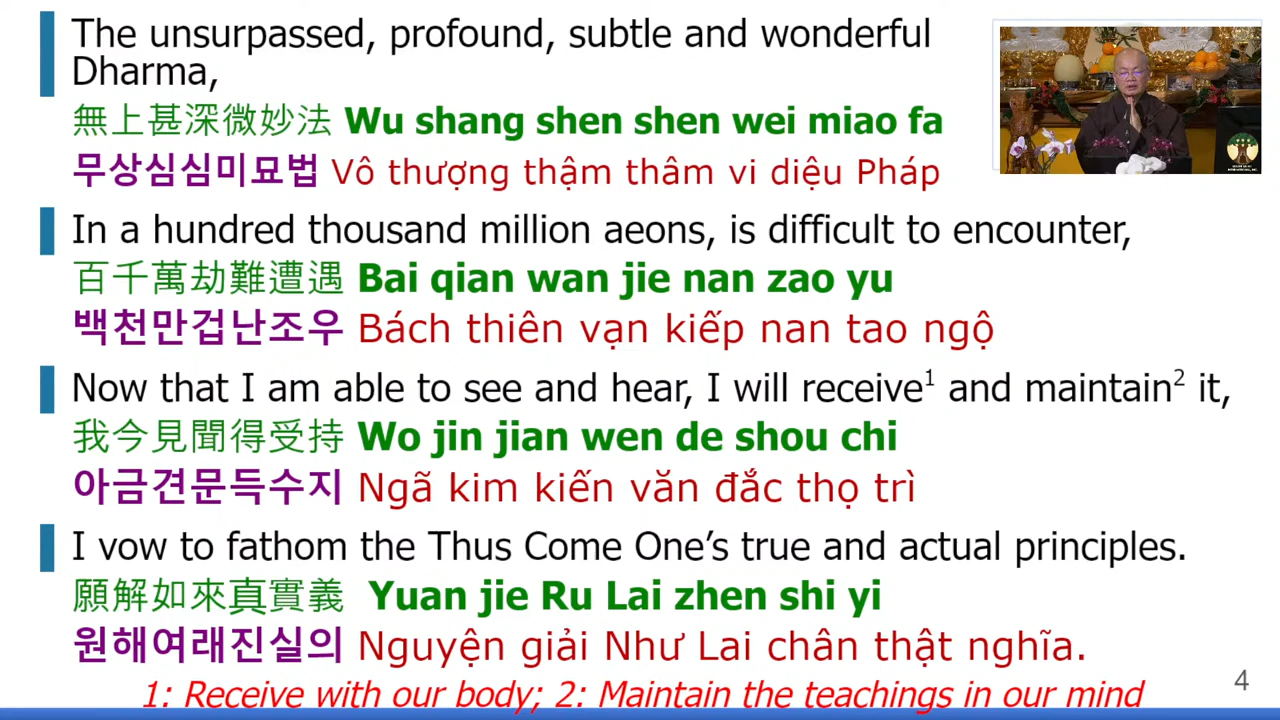 The unsurpassed, profound, subtle and wonderful
Dharma,
無上甚深微妙法 Wu shang shen shen wei miao fa
무상심심미묘법 Vô thượng thậm thâm vi diệu Pháp
In a hundred thousand million aeons, is difficult to encounter,
百千萬劫難遭遇 Bai qian wan jie nan zao yu
백천만겁난조우 Bách thiên vạn kiếp nan tao ngộ
Now that I am able to see and hear, I will receive¹ and maintain² it,
我今見聞得受持 Wo jin jian wen de shou chi
아금견문득수지 Ngã kim kiến văn đắc thọ trì
I vow to fathom the Thus Come One’s true and actual principles.
願解如來真實義 Yuan jie Ru Lai zhen shi yi
원해여래진실의 Nguyện giải Như Lai chân thật nghĩa.
1: Receive with our body; 2: Maintain the teachings in our mind
4